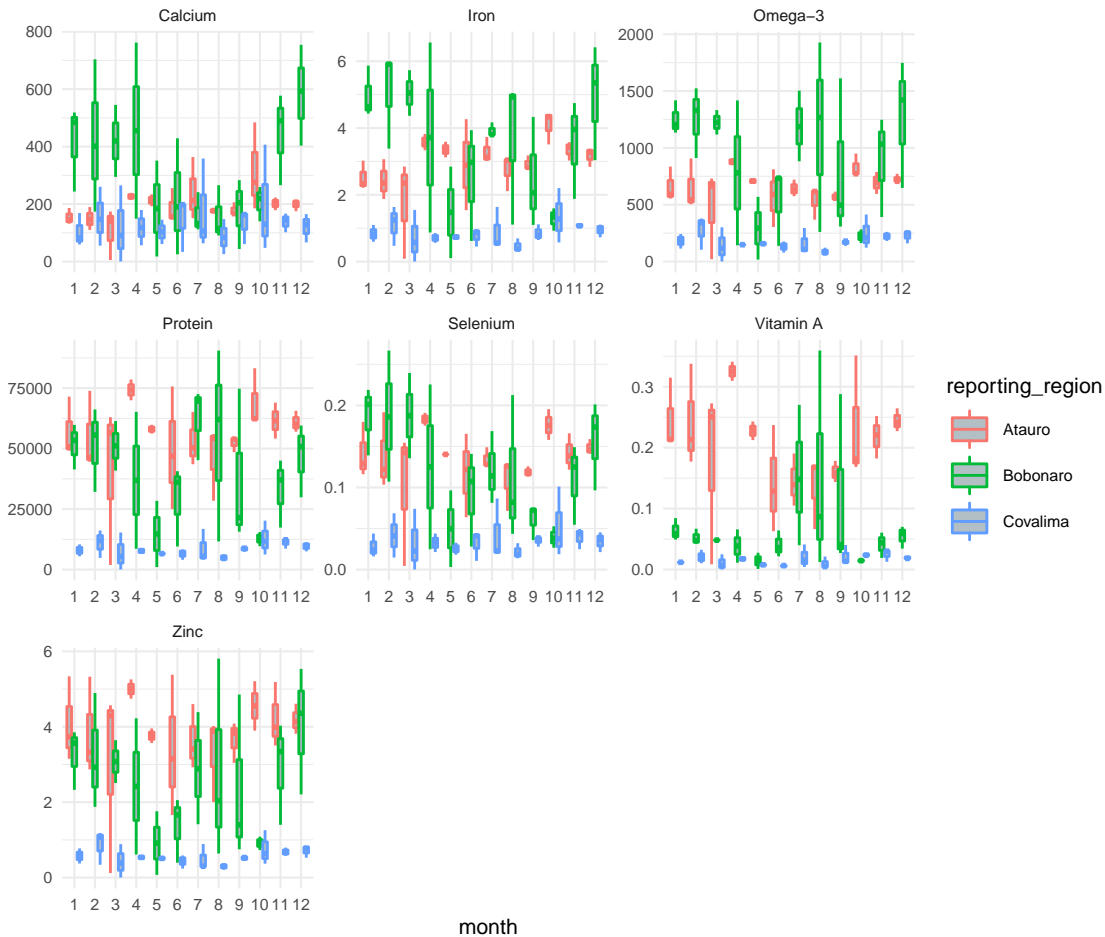 Calcium Iron Omega−3
800
600
400
200
0
6
4
2
0
2000
1500
1000
500
0
1 2 3 4 5 6 7 8 9 10 11 12
1 2 3 4 5 6 7 8 9 10 11 12
1 2 3 4 5 6 7 8 9 10 11 12
Protein Selenium Vitamin A
75000
50000
25000
0
0.2
0.1
0.0
0.3
0.2
0.1
0.0
1 2 3 4 5 6 7 8 9 10 11 12
1 2 3 4 5 6 7 8 9 10 11 12
1 2 3 4 5 6 7 8 9 10 11 12
reporting_region
Atauro
Bobonaro
Covalima
Zinc
6
4
2
0
1 2 3 4 5 6 7 8 9 10 11 12
month